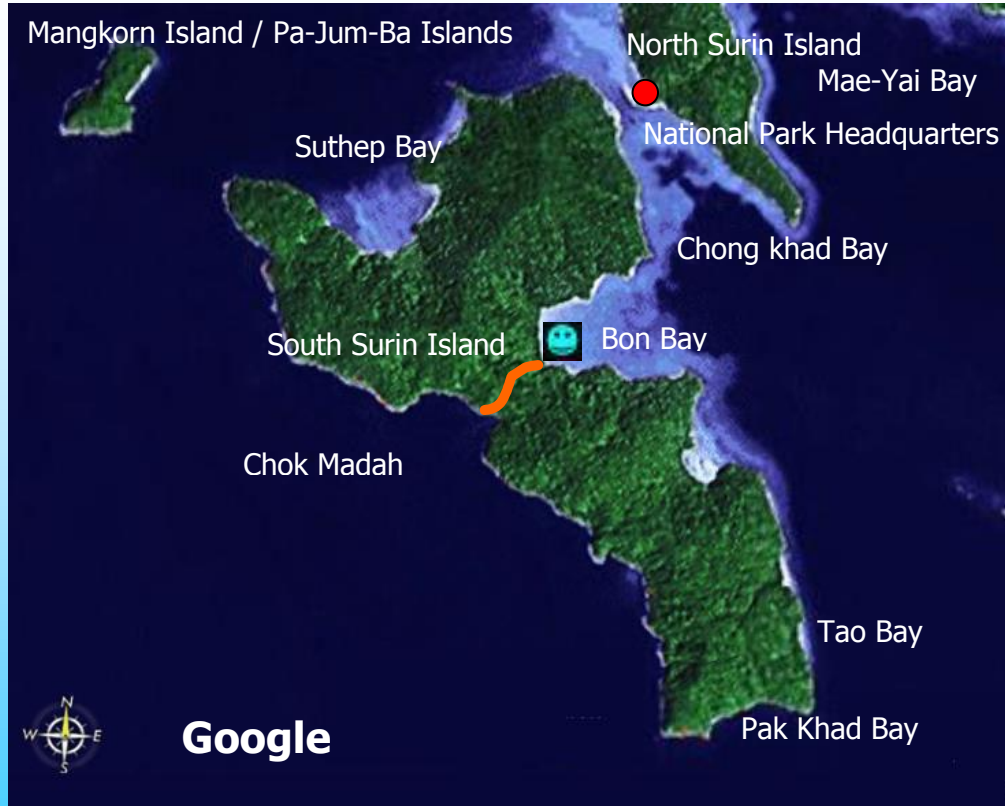 Mangkorn Island / Pa-Jum-Ba Islands
North Surin Island
Mae-Yai Bay
National Park Headquarters
Suthep Bay
Chong khad Bay
South Surin Island
Bon Bay
Chok Madah
Tao Bay
Pak Khad Bay
N
W
E
S
Google